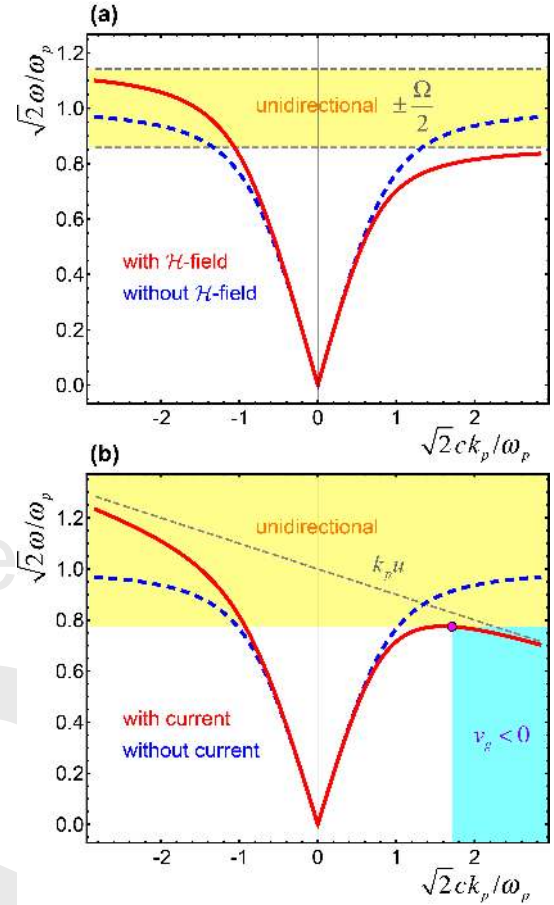 (a)
√2ω/ω_p
1.2
1.0
0.8
0.6
0.4
0.2
0.0
unidirectional ± Ω/2
with ℋ-field
without ℋ-field
-2 -1 0 1 2
√2ck_p/ω_p
(b)
√2ω/ω_p
1.2
1.0
0.8
0.6
0.4
0.2
0.0
unidirectional
k_p u
with current
without current
v_g < 0
-2 -1 0 1 2
√2ck_p/ω_p